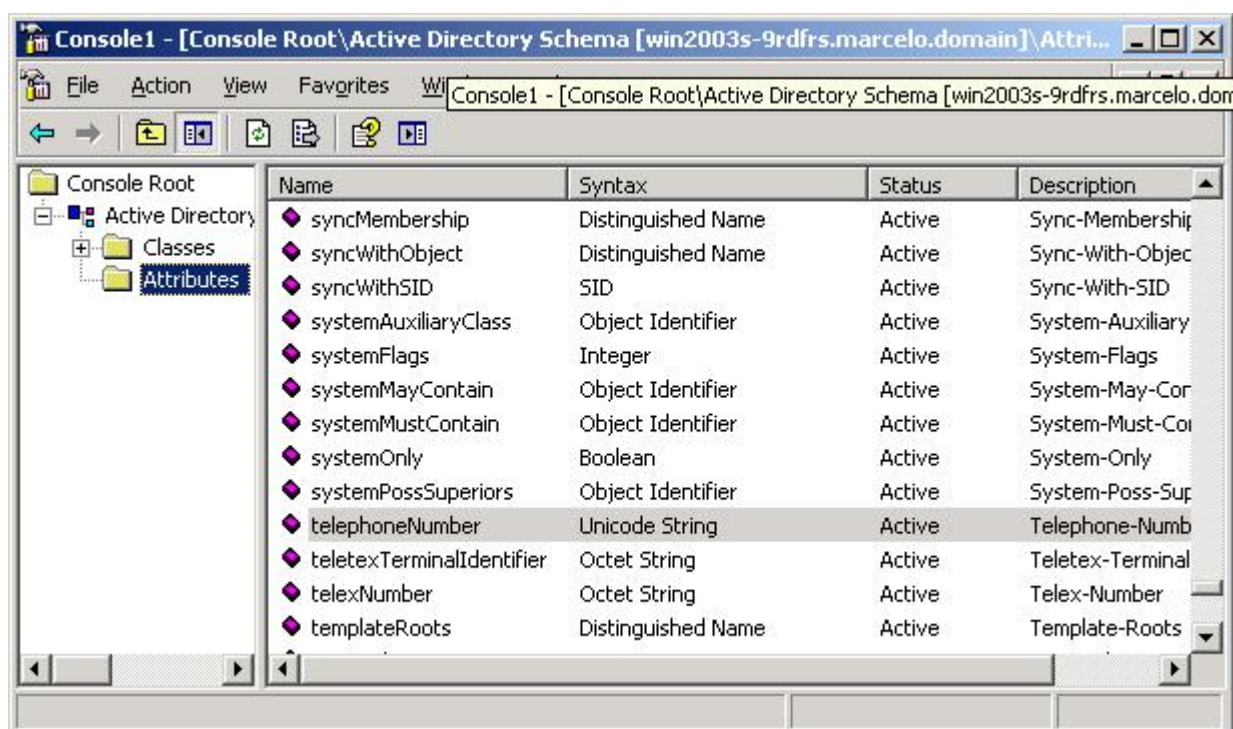 Console1 - [Console Root\Active Directory Schema [win2003s-9rdfrs.marcelo.domain]\Attri...
File Action View Favorites Wi
Console1 - [Console Root\Active Directory Schema [win2003s-9rdfrs.marcelo.dom
Console Root
Active Directory
Classes
Attributes
Name Syntax Status Description
syncMembership Distinguished Name Active Sync-Membership
syncWithObject Distinguished Name Active Sync-With-Objec
syncWithSID SID Active Sync-With-SID
systemAuxiliaryClass Object Identifier Active System-Auxiliary
systemFlags Integer Active System-Flags
systemMayContain Object Identifier Active System-May-Con
systemMustContain Object Identifier Active System-Must-Con
systemOnly Boolean Active System-Only
systemPossSuperiors Object Identifier Active System-Poss-Sup
telephoneNumber Unicode String Active Telephone-Numb
teletexTerminalIdentifier Octet String Active Teletex-Terminal
telexNumber Octet String Active Telex-Number
templateRoots Distinguished Name Active Template-Roots